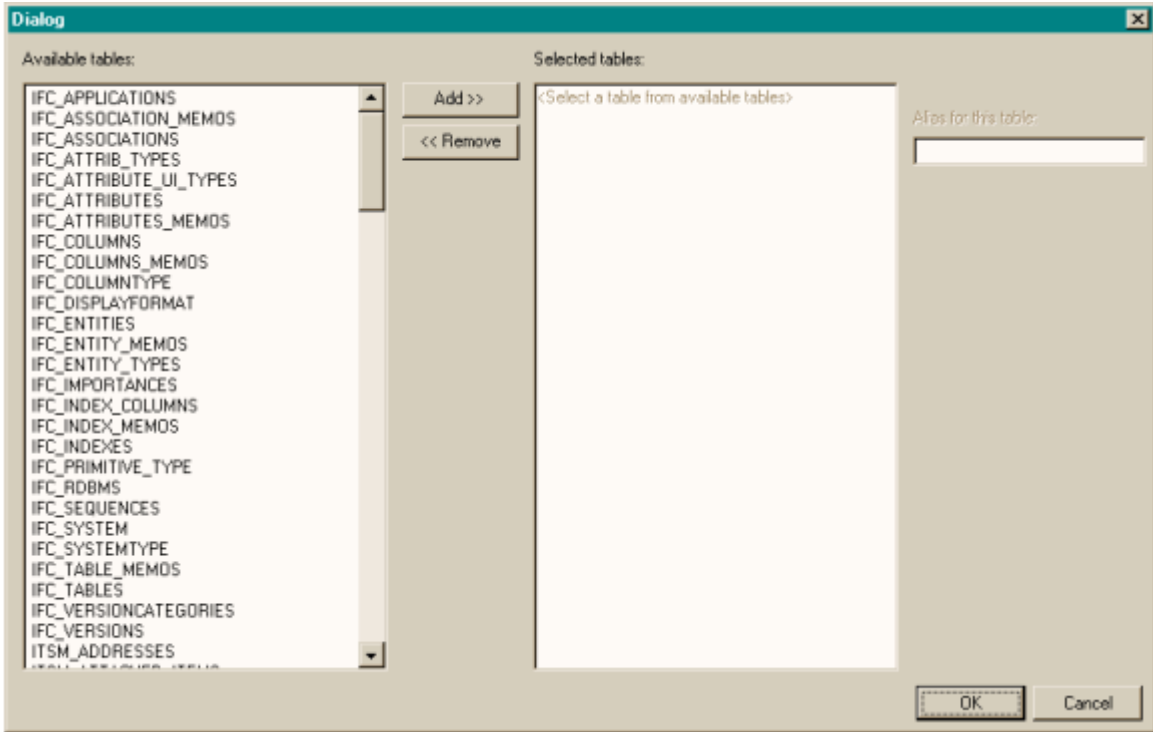 Dialog
Available tables:
IFC_APPLICATIONS
IFC_ASSOCIATION_MEMOS
IFC_ASSOCIATIONS
IFC_ATTRIB_TYPES
IFC_ATTRIBUTE_UI_TYPES
IFC_ATTRIBUTES
IFC_ATTRIBUTES_MEMOS
IFC_COLUMNS
IFC_COLUMNS_MEMOS
IFC_COLUMNTYPE
IFC_DISPLAYFORMAT
IFC_ENTITIES
IFC_ENTITY_MEMOS
IFC_ENTITY_TYPES
IFC_IMPORTANCES
IFC_INDEX_COLUMNS
IFC_INDEX_MEMOS
IFC_INDEXES
IFC_PRIMITIVE_TYPE
IFC_RDBMS
IFC_SEQUENCES
IFC_SYSTEM
IFC_SYSTEMTYPE
IFC_TABLE_MEMOS
IFC_TABLES
IFC_VERSIONCATEGORIES
IFC_VERSIONS
ITSM_ADDRESSES
Add >>
<< Remove
Selected tables:
<Select a table from available tables>
Alias for this table:
OK
Cancel